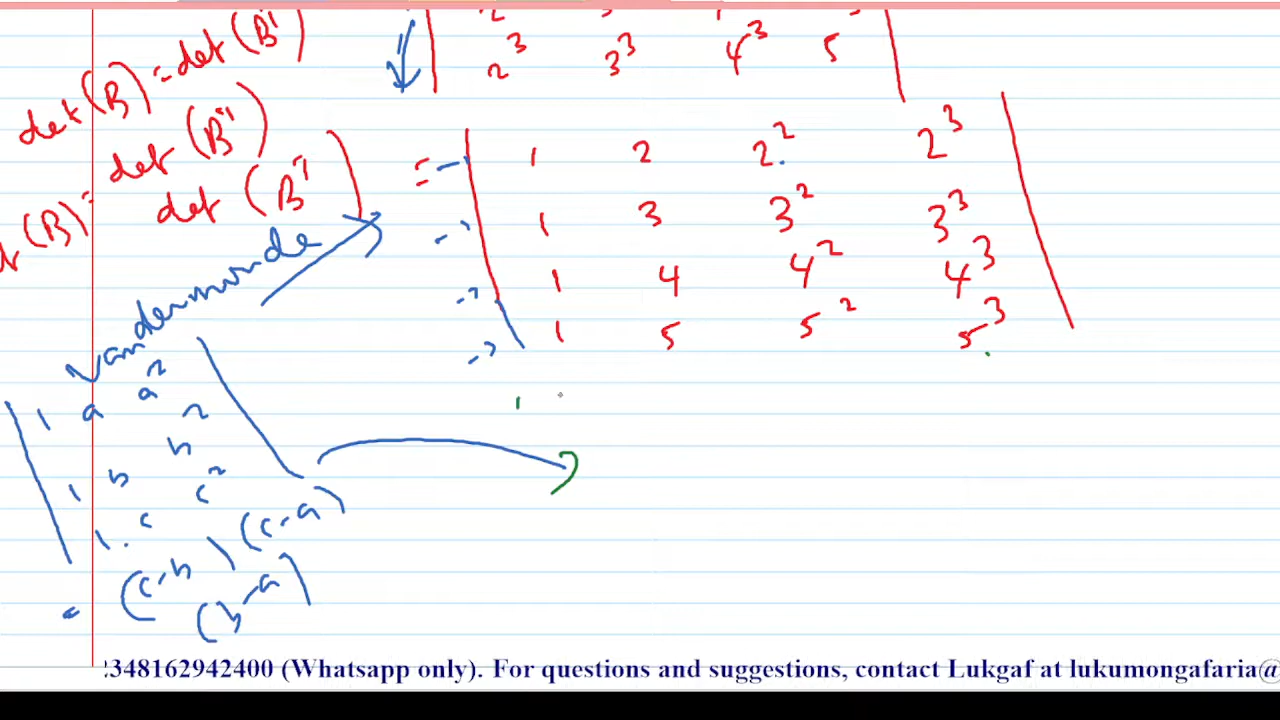 2³ 3³ 4³ 5
det(B) = det(B'
det(B"
(B) = det(B"')
= 1 2 2² 2³
1 3 3² 3³
1 4 4² 4³
1 5 5² 5³
Vandermonde
1 a a²
1 b b²
1 c c²
= (c-b)(c-a)
(b-a)
2348162942400 (Whatsapp only). For questions and suggestions, contact Lukgaf at lukumongafaria@